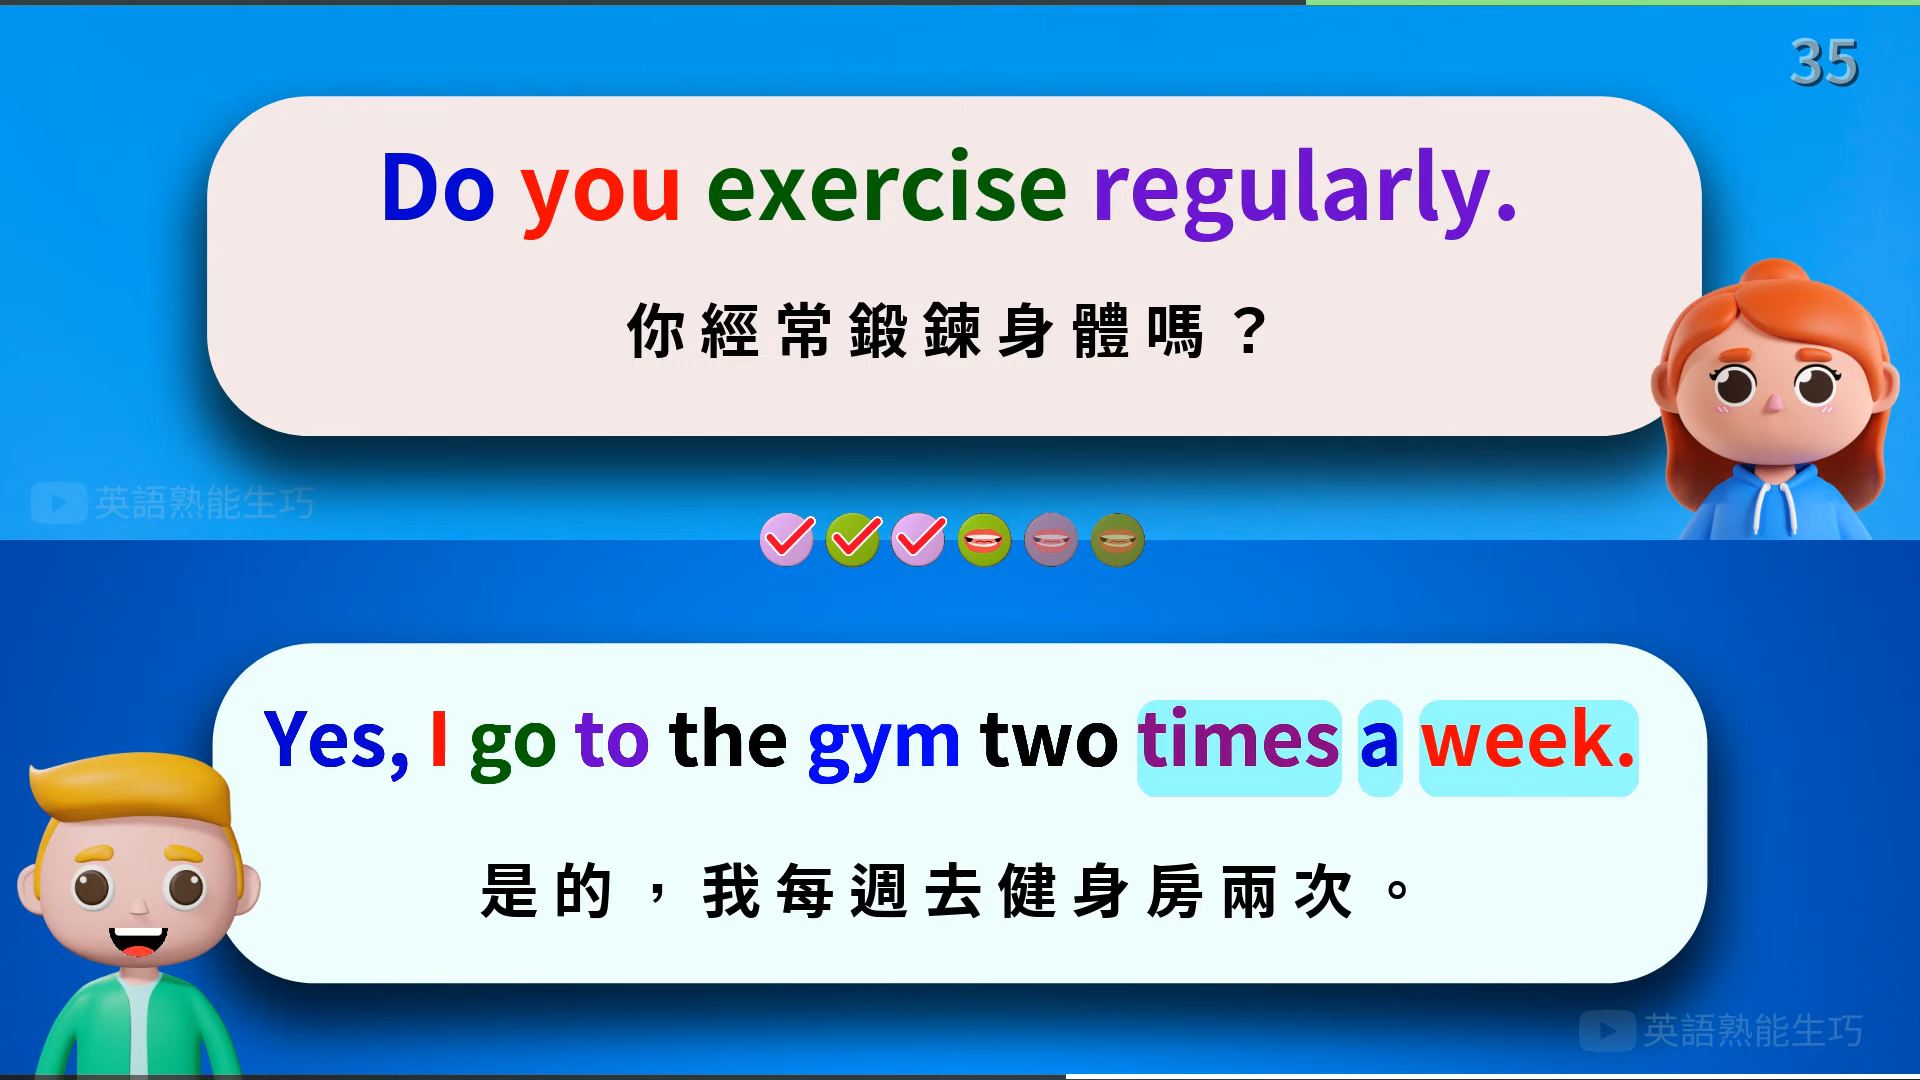 35
Do you exercise regularly.
你經常鍛鍊身體嗎？
英語熟能生巧
Yes, I go to the gym two times a week.
是的，我每週去健身房兩次。
英語熟能生巧